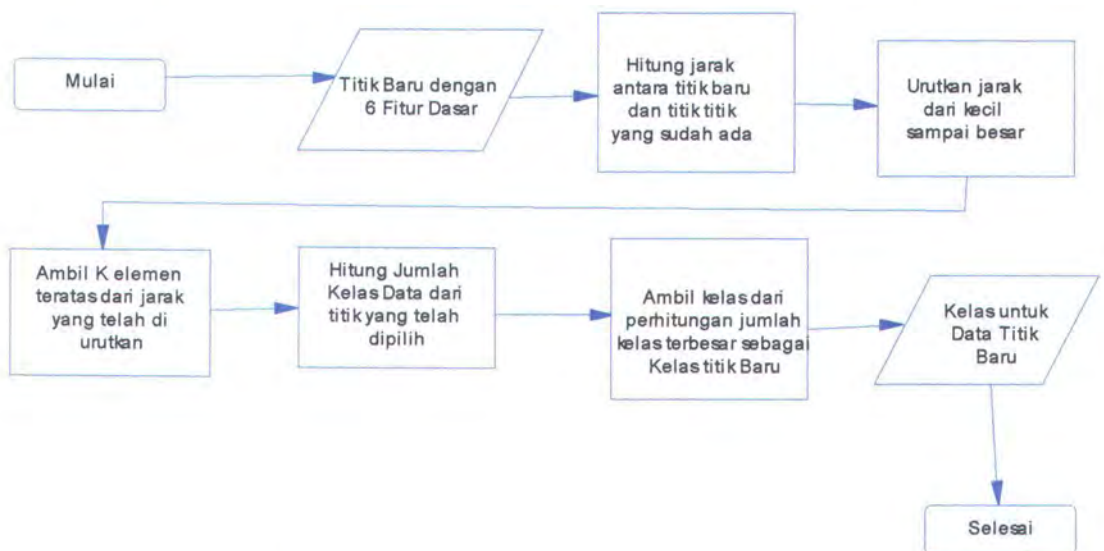 Mulai
Titik Baru dengan
6 Fitur Dasar
Hitung jarak
antara titik baru
dan titik titik
yang sudah ada
Urutkan jarak
dari kecil
sampai besar
Ambil K elemen
teratas dari jarak
yang telah di
urutkan
Hitung Jumlah
Kelas Data dari
titik yang telah
dipilih
Ambil kelas dari
perhitungan jumlah
kelas terbesar sebagai
Kelas titik Baru
Kelas untuk
Data Titik
Baru
Selesai